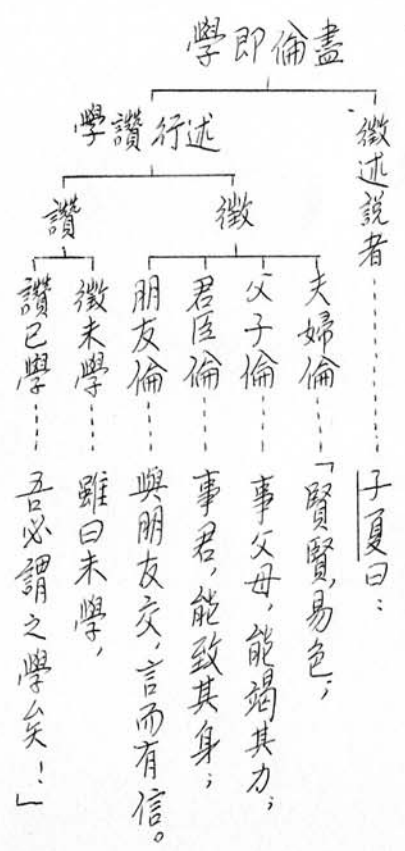 盡倫即學
徵述說者……子夏曰：
述行讚學
徵
夫婦倫……「賢賢易色；
父子倫……事父母，能竭其力；
君臣倫……事君，能致其身；
朋友倫……與朋友交，言而有信。
讚
徵未學……雖曰未學，
讚已學……吾必謂之學矣！」